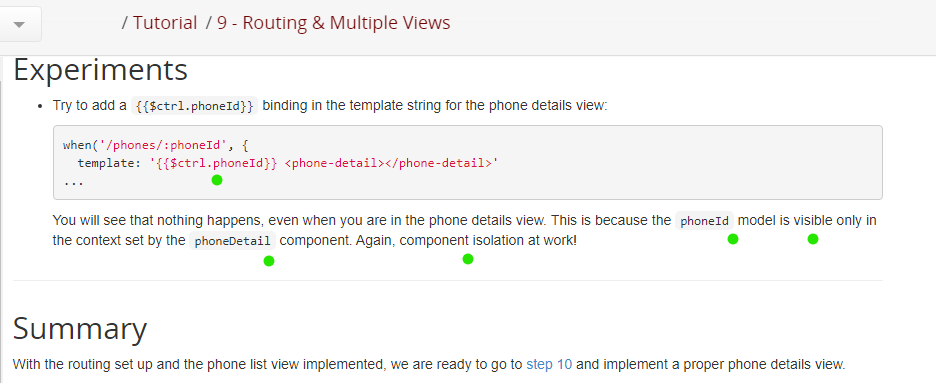 / Tutorial / 9 - Routing & Multiple Views
Experiments
• Try to add a {{$ctrl.phoneId}} binding in the template string for the phone details view:
when('/phones/:phoneId', {
  template: '{{$ctrl.phoneId}} <phone-detail></phone-detail>'
...
You will see that nothing happens, even when you are in the phone details view. This is because the phoneId model is visible only in
the context set by the phoneDetail component. Again, component isolation at work!
Summary
With the routing set up and the phone list view implemented, we are ready to go to step 10 and implement a proper phone details view.